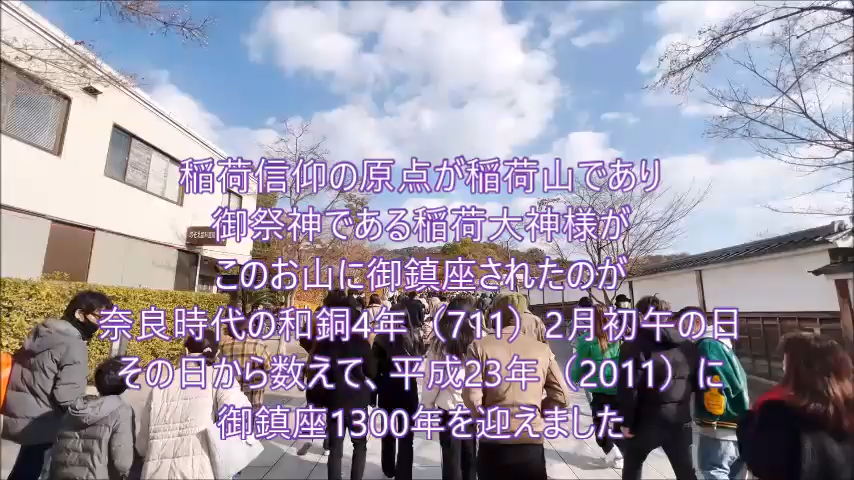 稲荷信仰の原点が稲荷山であり
御祭神である稲荷大神様が
このお山に御鎮座されたのが
奈良時代の和銅4年（711）2月初午の日
その日から数えて、平成23年（2011）に
御鎮座1300年を迎えました